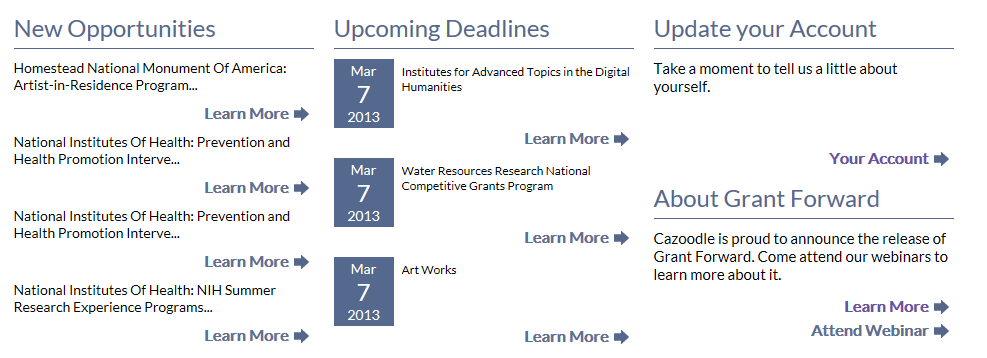 New Opportunities
Homestead National Monument Of America:
Artist-in-Residence Program...
Learn More
National Institutes Of Health: Prevention and
Health Promotion Interve...
Learn More
National Institutes Of Health: Prevention and
Health Promotion Interve...
Learn More
National Institutes Of Health: NIH Summer
Research Experience Programs...
Learn More
Upcoming Deadlines
Mar
7
2013
Institutes for Advanced Topics in the Digital
Humanities
Learn More
Mar
7
2013
Water Resources Research National
Competitive Grants Program
Learn More
Mar
7
2013
Art Works
Learn More
Update your Account
Take a moment to tell us a little about
yourself.
Your Account
About Grant Forward
Cazoodle is proud to announce the release of
Grant Forward. Come attend our webinars to
learn more about it.
Learn More
Attend Webinar